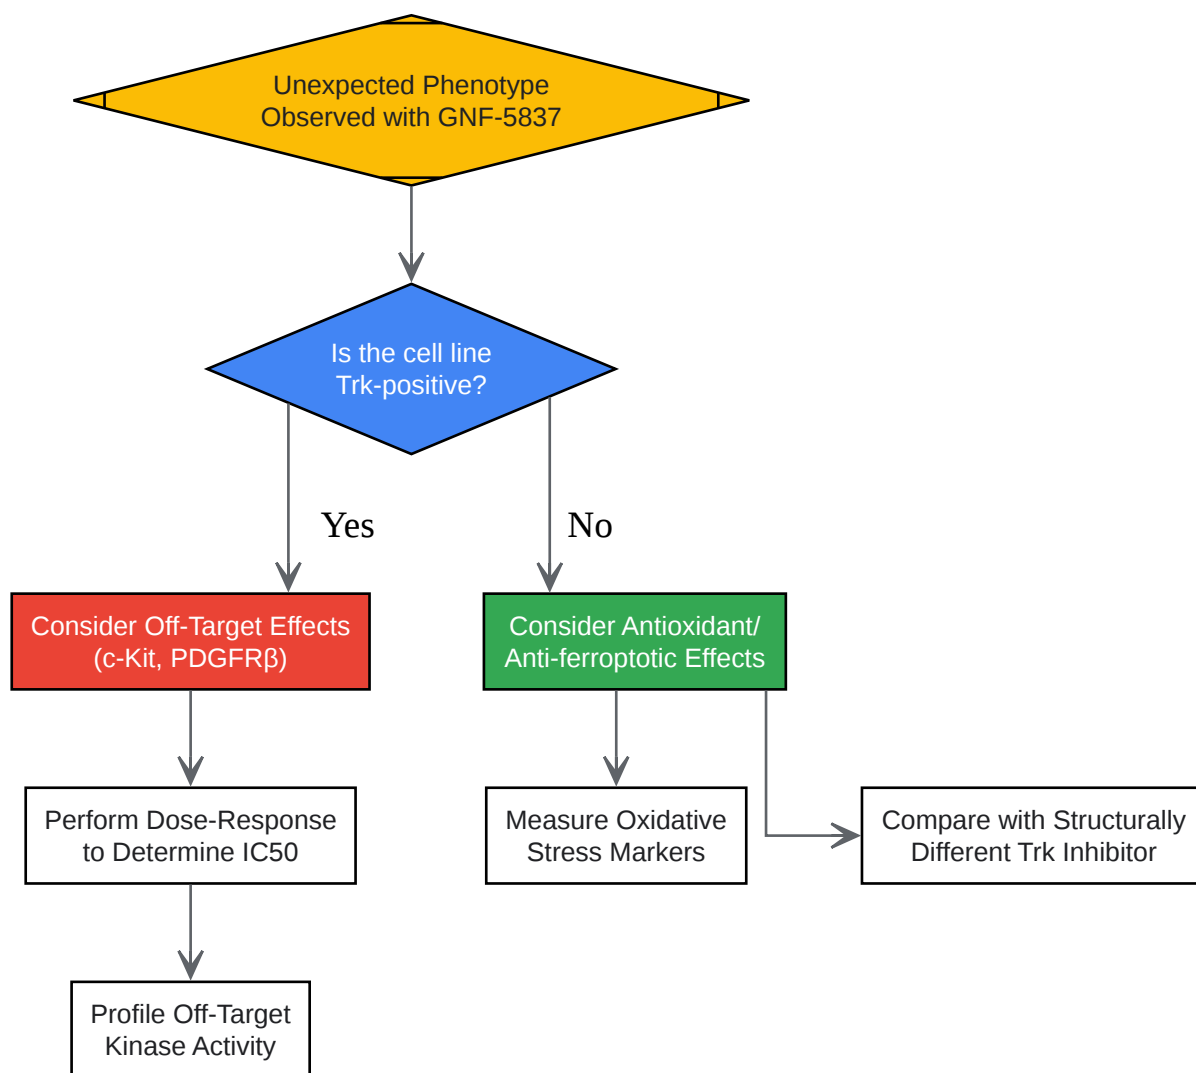 Unexpected Phenotype
Observed with GNF-5837
Is the cell line
Trk-positive?
Yes
No
Consider Off-Target Effects
(c-Kit, PDGFRβ)
Consider Antioxidant/
Anti-ferroptotic Effects
Perform Dose-Response
to Determine IC50
Measure Oxidative
Stress Markers
Compare with Structurally
Different Trk Inhibitor
Profile Off-Target
Kinase Activity